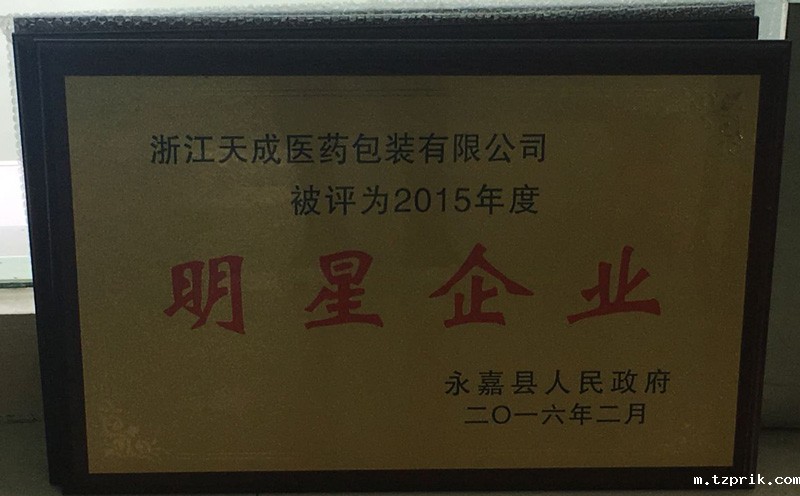 浙江天成医药包装有限公司
被评为2015年度
明星企业
永嘉县人民政府
二〇一六年二月
m.tzprik.com